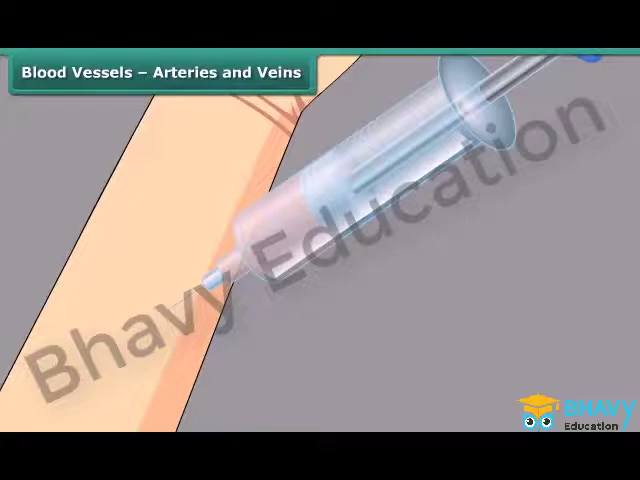 Blood Vessels – Arteries and Veins
Bhavy Education
BHAVY
Education